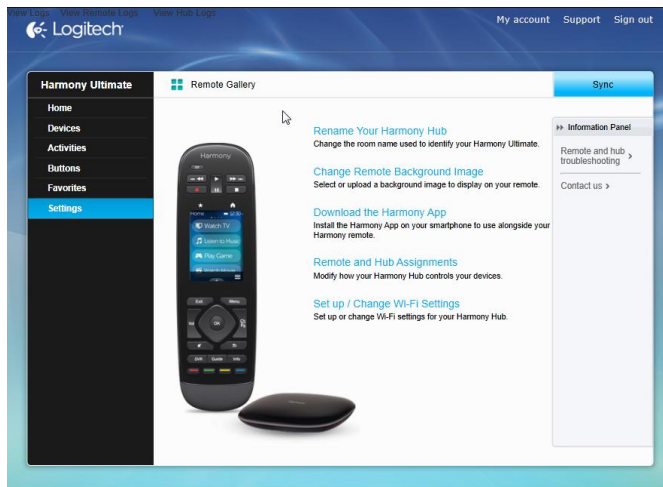 View Logs View Remote Logs View Hub Logs
Logitech
My account Support Sign out
Harmony Ultimate
Remote Gallery
Sync
Home
Devices
Activities
Buttons
Favorites
Settings
Harmony
Home
Watch TV
Listen to Music
Play Game
Watch Movie
Exit
Menu
Vol
OK
DVR
Guide
Info
Rename Your Harmony Hub
Change the room name used to identify your Harmony Ultimate.
Change Remote Background Image
Select or upload a background image to display on your remote.
Download the Harmony App
Install the Harmony App on your smartphone to use alongside your
Harmony remote.
Remote and Hub Assignments
Modify how your Harmony Hub controls your devices.
Set up / Change Wi-Fi Settings
Set up or change Wi-Fi settings for your Harmony Hub.
Information Panel
Remote and hub
troubleshooting
Contact us